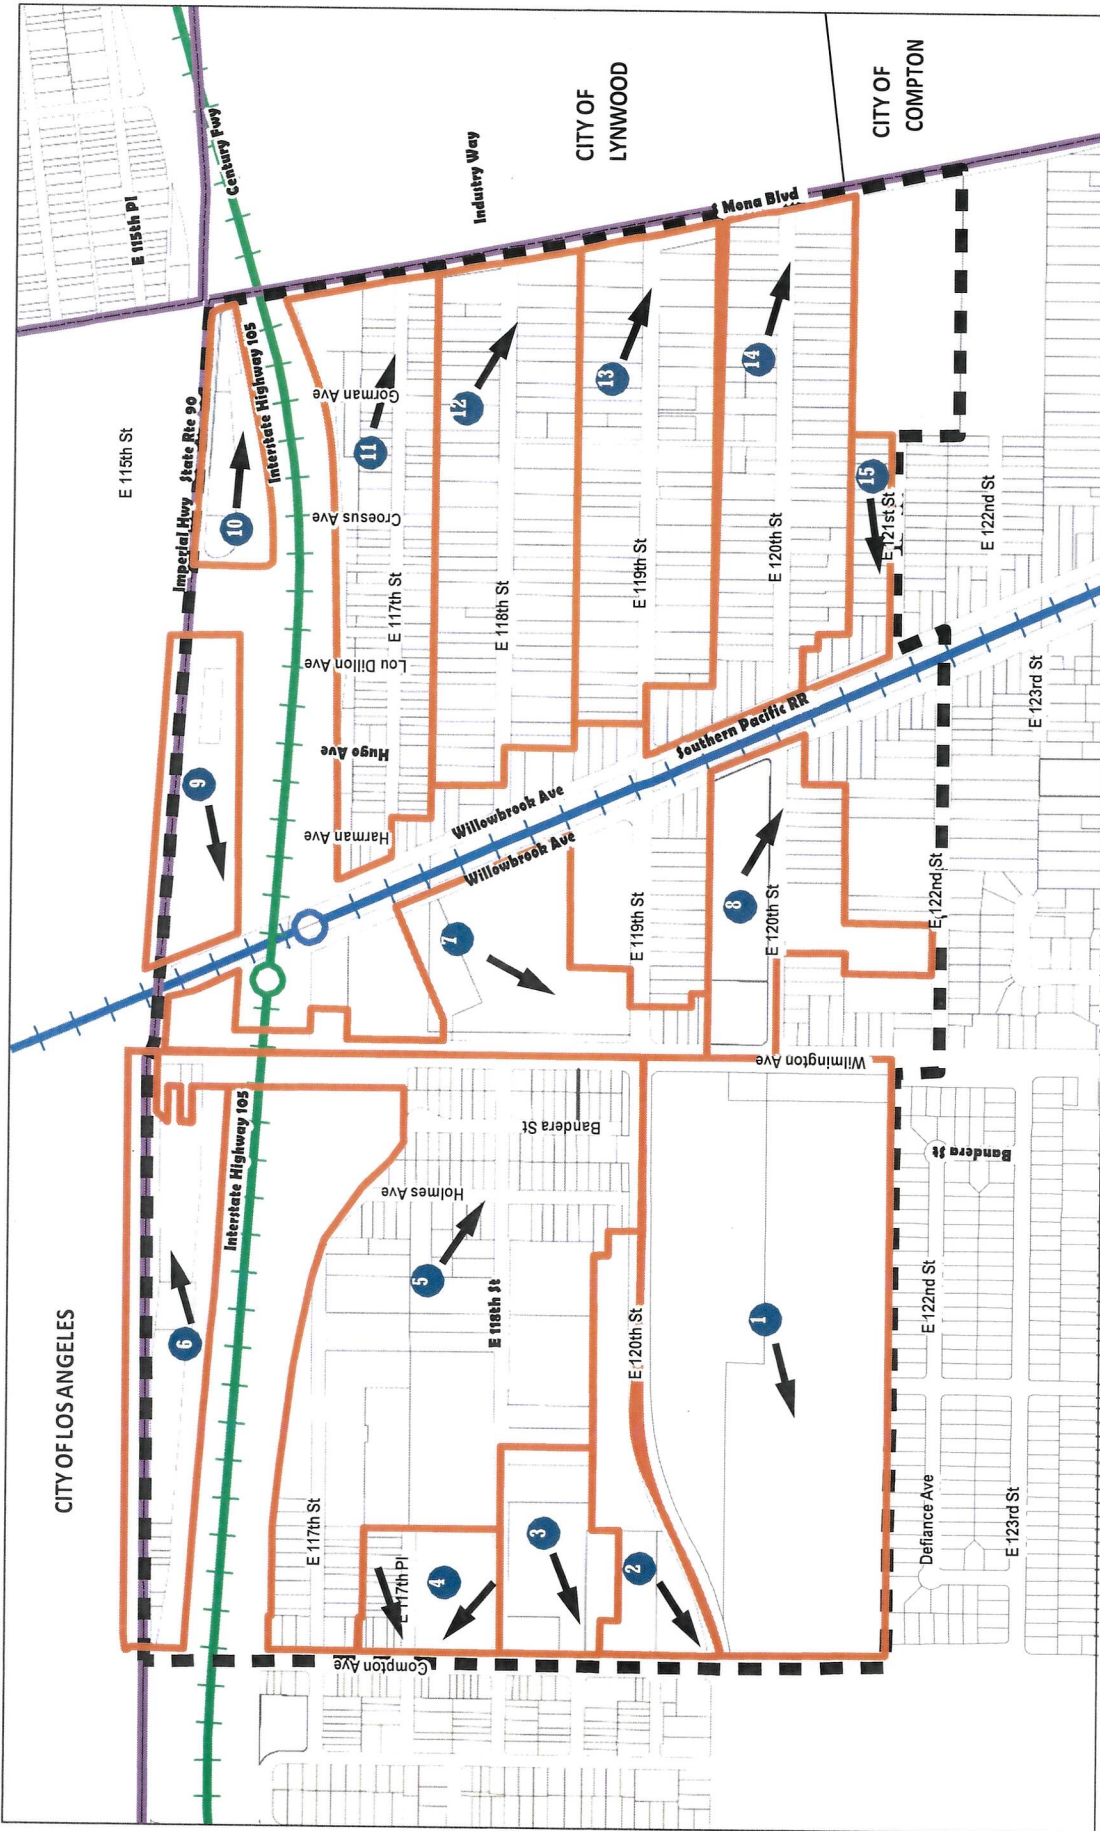 CITY OF LOS ANGELES
E 115th St
E 115th Pl
Imperial Hwy
State Rte 90
Century Fwy
Interstate Highway 105
Interstate Highway 105
Industry Way
CITY OF
LYNWOOD
CITY OF
COMPTON
S Mona Blvd
6
9
10
E 117th St
E 117th Pl
Compton Ave
4
3
2
5
E 118th St
Holmes Ave
Bandera St
E 120th St
1
Wilmington Ave
7
Willowbrook Ave
Willowbrook Ave
Harman Ave
Hugo Ave
Lou Dillon Ave
Croesus Ave
Gorman Ave
11
E 117th St
12
E 118th St
13
E 119th St
E 119th St
Southern Pacific RR
14
E 120th St
8
E 120th St
15
E 121st St
E 122nd St
E 122nd St
E 122nd St
E 123rd St
E 123rd St
Defiance Ave
Bandera St